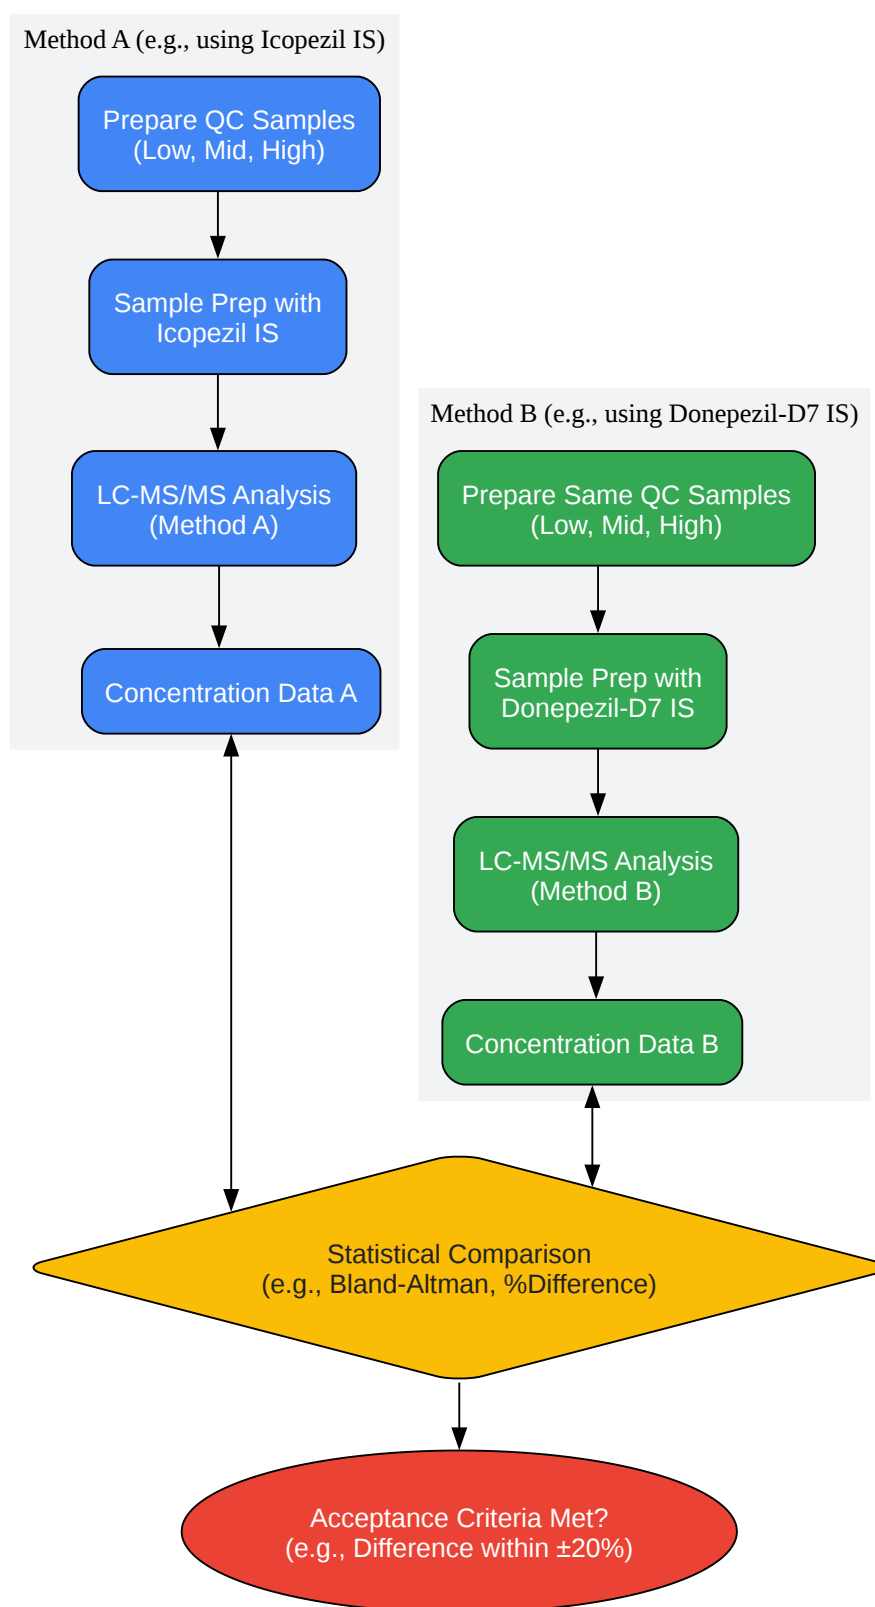 Method A (e.g., using Icopezil IS)
Prepare QC Samples
(Low, Mid, High)
Sample Prep with
Icopezil IS
LC-MS/MS Analysis
(Method A)
Concentration Data A
Method B (e.g., using Donepezil-D7 IS)
Prepare Same QC Samples
(Low, Mid, High)
Sample Prep with
Donepezil-D7 IS
LC-MS/MS Analysis
(Method B)
Concentration Data B
Statistical Comparison
(e.g., Bland-Altman, %Difference)
Acceptance Criteria Met?
(e.g., Difference within ±20%)